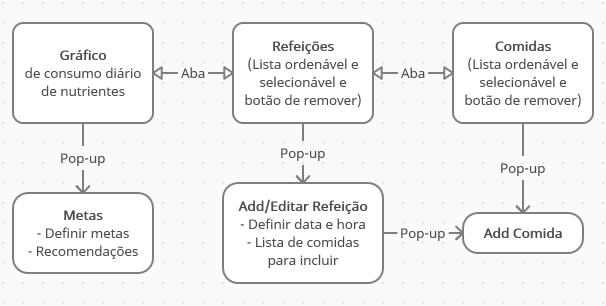 Gráfico
de consumo diário
de nutrientes
Aba
Refeições
(Lista ordenável e
selecionável e
botão de remover)
Aba
Comidas
(Lista ordenável e
selecionável e
botão de remover)
Pop-up
Pop-up
Pop-up
Metas
- Definir metas
- Recomendações
Add/Editar Refeição
- Definir data e hora
- Lista de comidas
para incluir
Pop-up
Add Comida